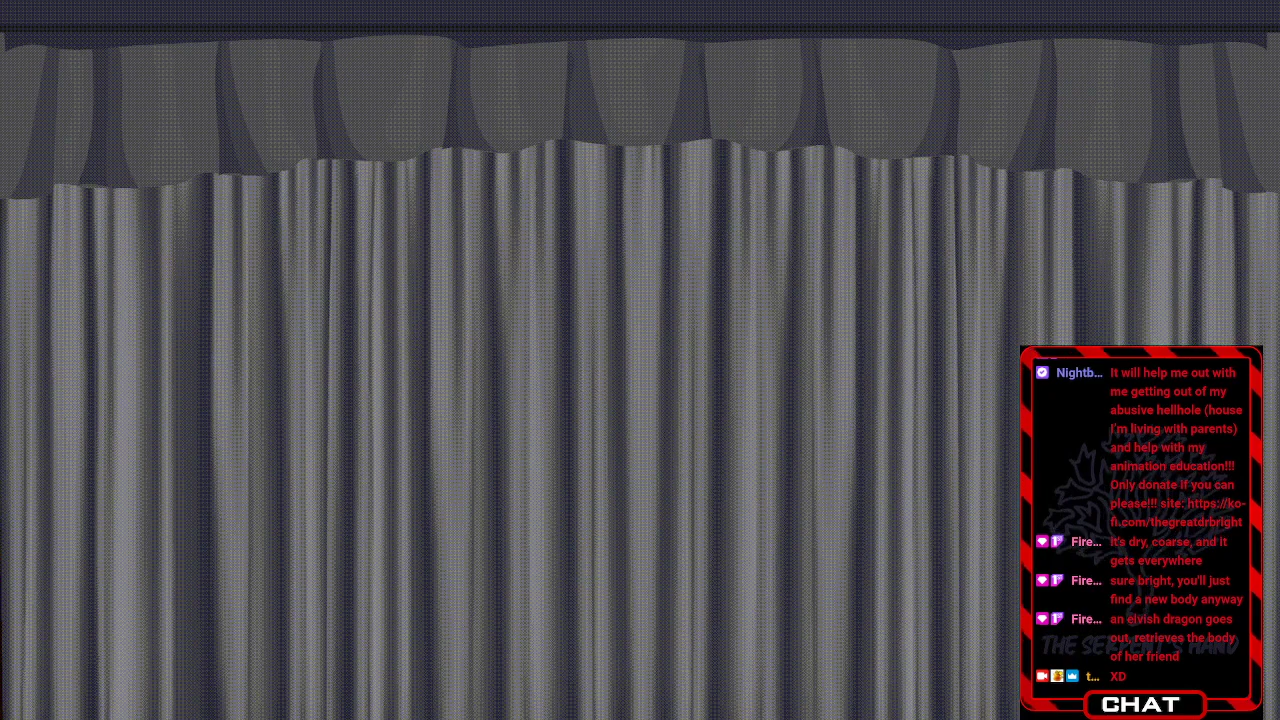 Nightb... It will help me out with
me getting out of my
abusive hellhole (house
I'm living with parents)
and help with my
animation education!!!
Only donate if you can
please!!! site: https://ko-
fi.com/thegreatdrbright
Fire... It's dry, coarse, and it
gets everywhere
Fire... sure bright, you'll just
find a new body anyway
Fire... an elvish dragon goes
out, retrieves the body
of her friend
THE SERPENT'S HAND
t... XD
CHAT